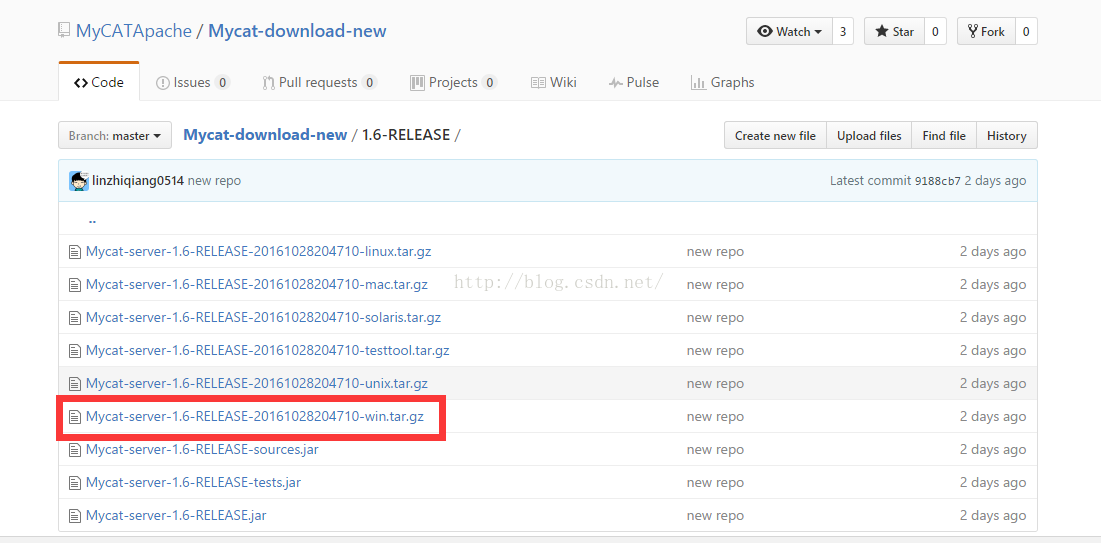 MyCATApache / Mycat-download-new
Watch 3 Star 0 Fork 0
Code Issues 0 Pull requests 0 Projects 0 Wiki Pulse Graphs
Branch: master Mycat-download-new / 1.6-RELEASE / Create new file Upload files Find file History
linzhiqiang0514 new repo Latest commit 9188cb7 2 days ago
..
Mycat-server-1.6-RELEASE-20161028204710-linux.tar.gz new repo 2 days ago
Mycat-server-1.6-RELEASE-20161028204710-mac.tar.gz new repo 2 days ago
http://blog.csdn.net/
Mycat-server-1.6-RELEASE-20161028204710-solaris.tar.gz new repo 2 days ago
Mycat-server-1.6-RELEASE-20161028204710-testtool.tar.gz new repo 2 days ago
Mycat-server-1.6-RELEASE-20161028204710-unix.tar.gz new repo 2 days ago
Mycat-server-1.6-RELEASE-20161028204710-win.tar.gz new repo 2 days ago
Mycat-server-1.6-RELEASE-sources.jar new repo 2 days ago
Mycat-server-1.6-RELEASE-tests.jar new repo 2 days ago
Mycat-server-1.6-RELEASE.jar new repo 2 days ago